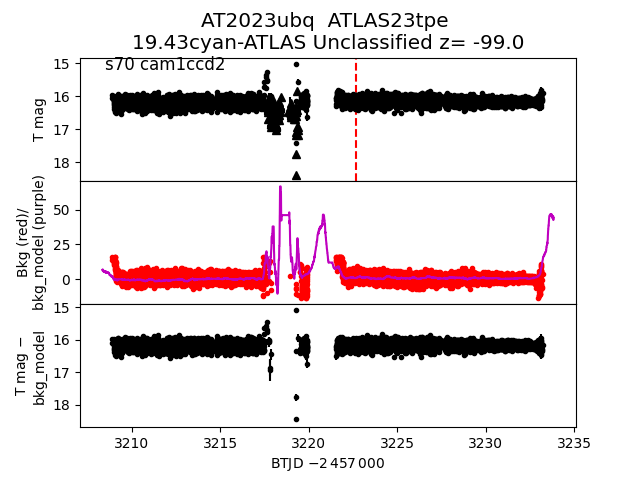 AT2023ubq  ATLAS23tpe
19.43cyan-ATLAS Unclassified z= -99.0
s70 cam1ccd2
15
16
17
18
T mag
50
25
0
Bkg (red)/
bkg_model (purple)
15
16
17
18
T mag −
bkg_model
3210
3215
3220
3225
3230
3235
BTJD −2 457 000